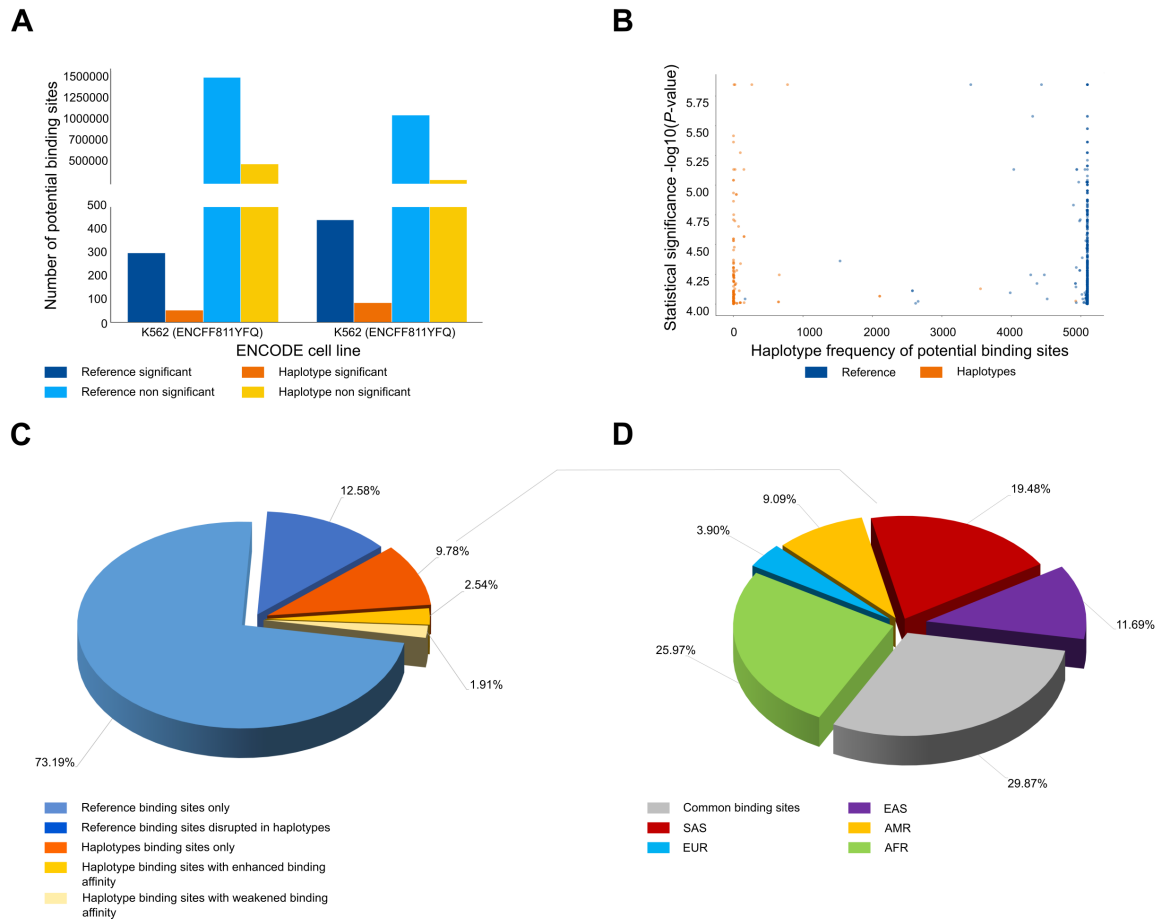 A
Number of potential binding sites
1500000
1250000
1000000
700000
500000
500
400
300
200
100
0
K562 (ENCFF811YFQ)
K562 (ENCFF811YFQ)
ENCODE cell line
Reference significant
Haplotype significant
Reference non significant
Haplotype non significant
B
Statistical significance -log10(P-value)
5.75
5.50
5.25
5.00
4.75
4.50
4.25
4.00
0
1000
2000
3000
4000
5000
Haplotype frequency of potential binding sites
Reference
Haplotypes
C
12.58%
9.78%
2.54%
1.91%
73.19%
Reference binding sites only
Reference binding sites disrupted in haplotypes
Haplotypes binding sites only
Haplotype binding sites with enhanced binding
affinity
Haplotype binding sites with weakened binding
affinity
D
19.48%
9.09%
3.90%
11.69%
25.97%
29.87%
Common binding sites
EAS
SAS
AMR
EUR
AFR